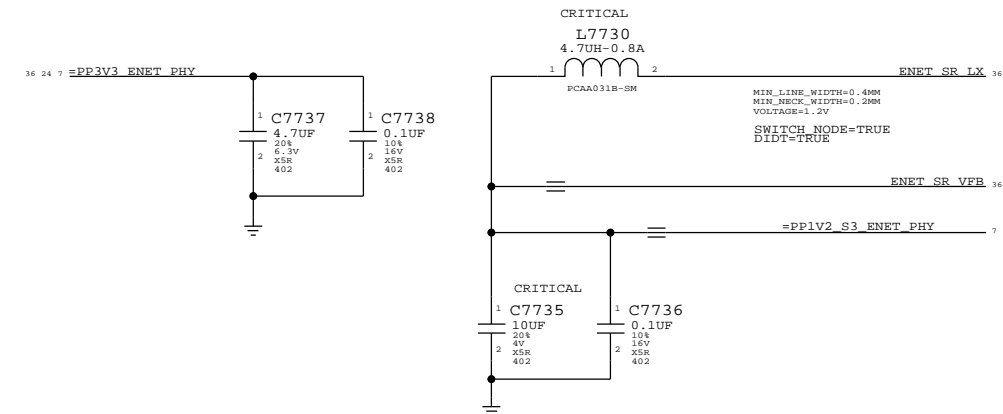 CRITICAL
L7730
4.7UH-0.8A
1 2
PCAA031B-SM
36 24 7 =PP3V3_ENET_PHY
ENET_SR_LX 36
MIN_LINE_WIDTH=0.4MM
MIN_NECK_WIDTH=0.2MM
VOLTAGE=1.2V
SWITCH_NODE=TRUE
DIDT=TRUE
1 C7737
4.7UF
20%
6.3V
2 X5R
402
1 C7738
0.1UF
10%
16V
2 X5R
402
ENET_SR_VFB 36
=PP1V2_S3_ENET_PHY 7
CRITICAL
1 C7735
10UF
20%
4V
2 X5R
402
1 C7736
0.1UF
10%
16V
2 X5R
402